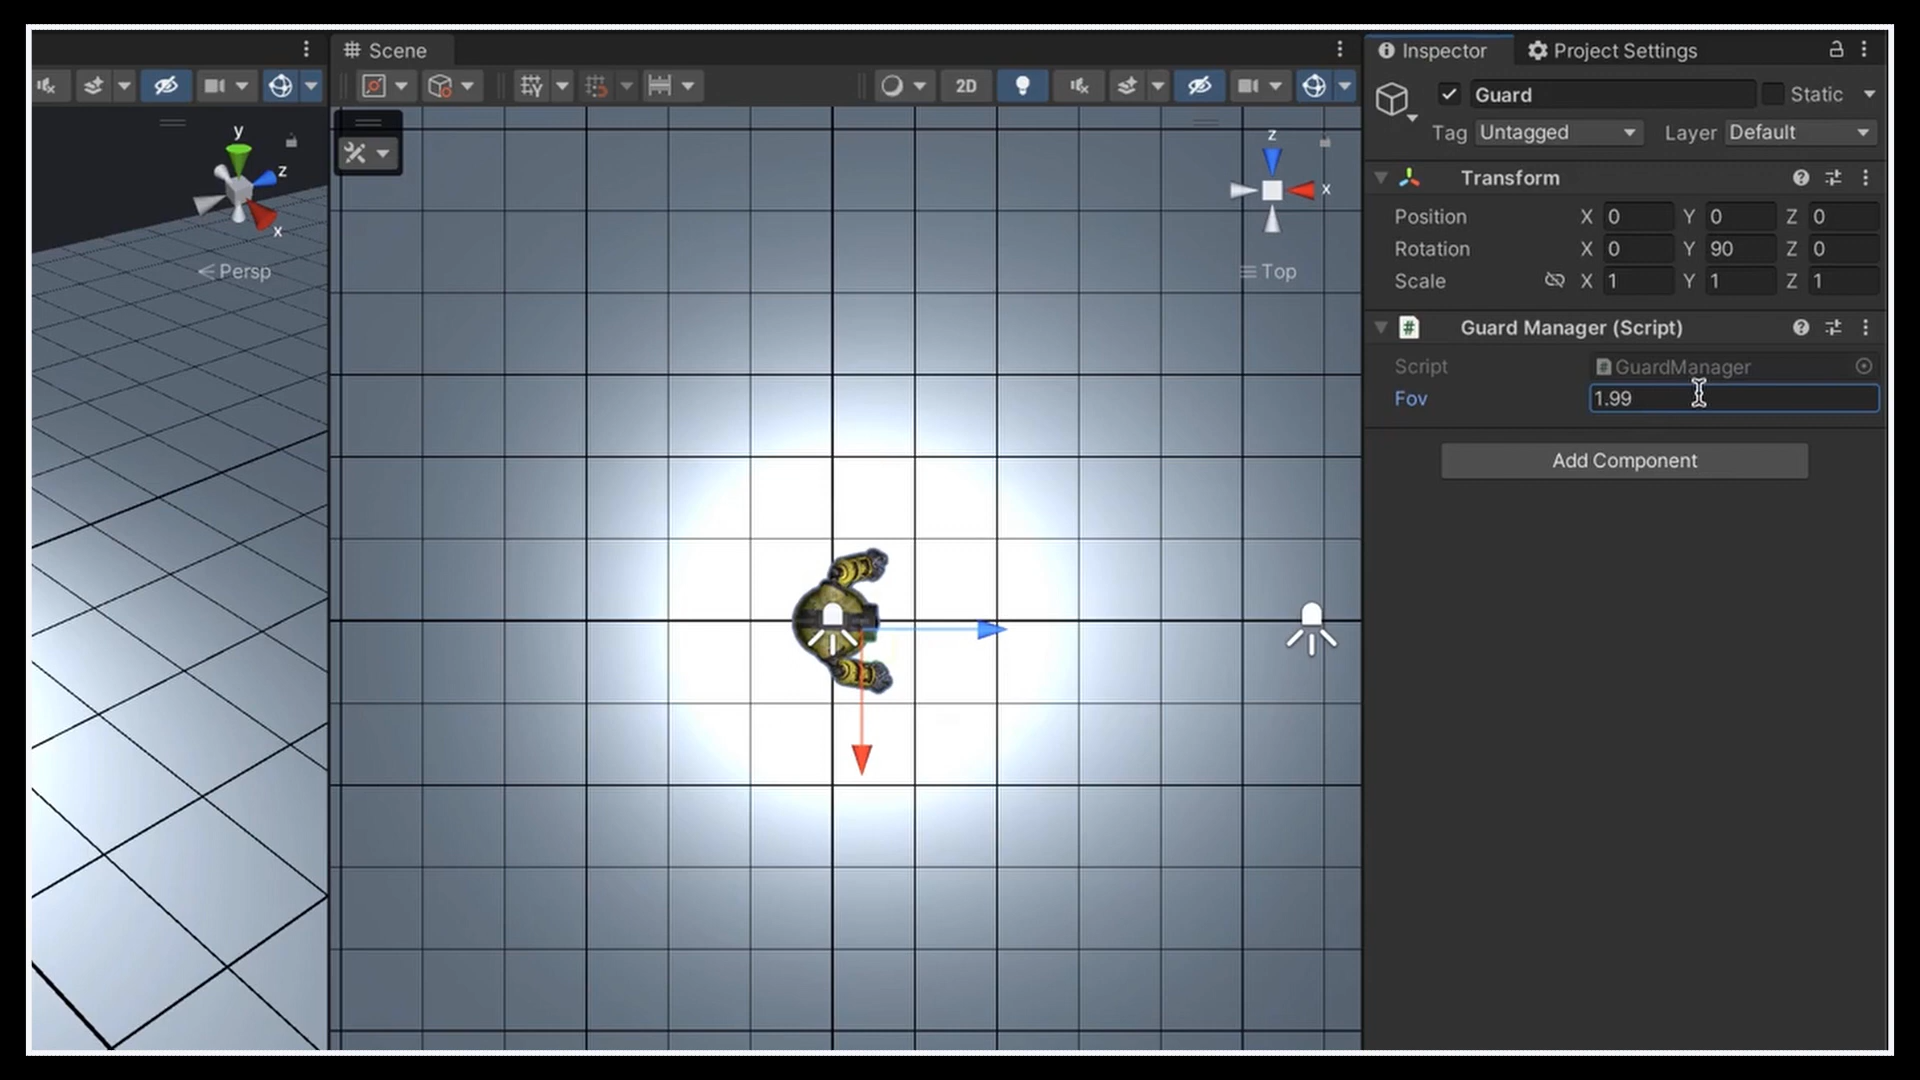 Scene
Inspector
Project Settings
2D
Guard
Static
Tag Untagged Layer Default
y
z
x
Persp
z
x
Top
Transform
Position X 0 Y 0 Z 0
Rotation X 0 Y 90 Z 0
Scale X 1 Y 1 Z 1
# Guard Manager (Script)
Script # GuardManager
Fov 1.99
Add Component